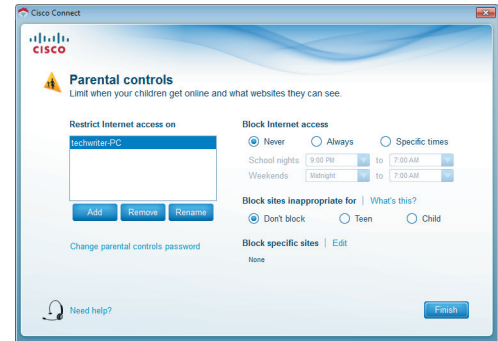 Cisco Connect
CISCO
Parental controls
Limit when your children get online and what websites they can see.
Restrict Internet access on
techwriter-PC
Add Remove Rename
Change parental controls password
Block Internet access
Never Always Specific times
School nights 9:00 PM to 7:00 AM
Weekends Midnight to 7:00 AM
Block sites inappropriate for | What's this?
Don't block Teen Child
Block specific sites | Edit
None
Need help?
Finish